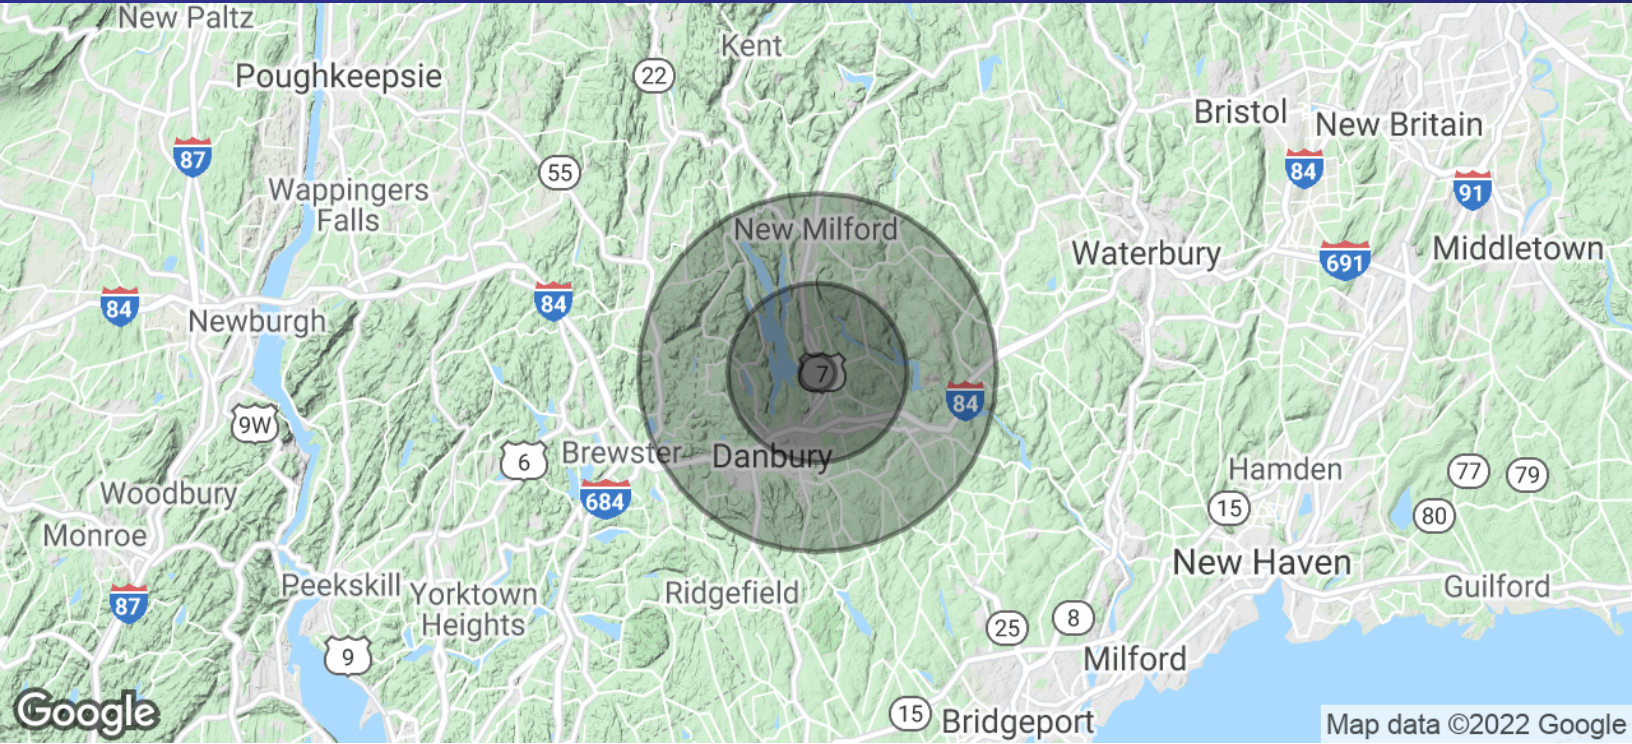 New Paltz
Kent
Poughkeepsie
22
Bristol
New Britain
87
55
84
91
Wappingers
Falls
New Milford
Waterbury
Middletown
691
84
84
Newburgh
7
84
9W
6
Brewster
Danbury
Hamden
77
79
Woodbury
684
15
80
Monroe
New Haven
Peekskill
Yorktown
Heights
Ridgefield
Guilford
87
25
8
9
Milford
Google
15
Bridgeport
Map data ©2022 Google